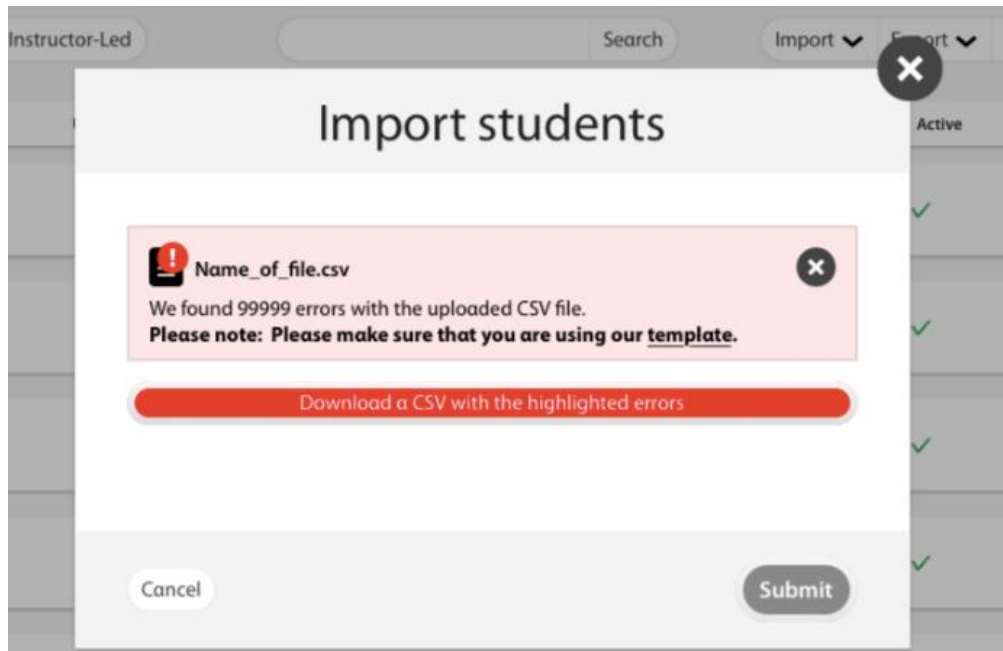 Instructor-Led
Search
Import
Active
Import students
Name_of_file.csv
We found 99999 errors with the uploaded CSV file.
Please note: Please make sure that you are using our template.
Download a CSV with the highlighted errors
Cancel
Submit